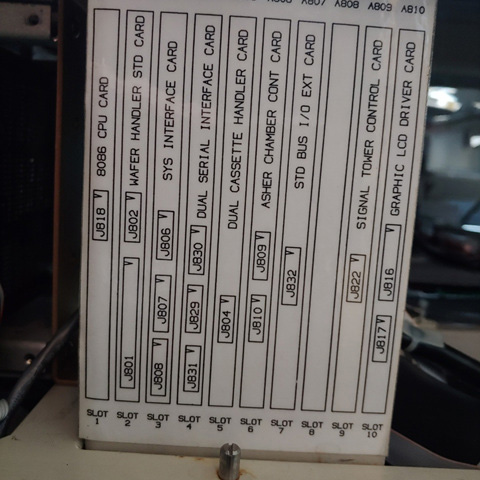 A807 A808 A809 A810
8086 CPU CARD
J818
WAFER HANDLER STD CARD
J802
J801
SYS INTERFACE CARD
J806
J807
J808
DUAL SERIAL INTERFACE CARD
J830
J829
J831
DUAL CASSETTE HANDLER CARD
J804
ASHER CHAMBER CONT CARD
J809
J810
STD BUS I/O EXT CARD
J832
SIGNAL TOWER CONTROL CARD
J822
GRAPHIC LCD DRIVER CARD
J816
J817
SLOT 1
SLOT 2
SLOT 3
SLOT 4
SLOT 5
SLOT 6
SLOT 7
SLOT 8
SLOT 9
SLOT 10